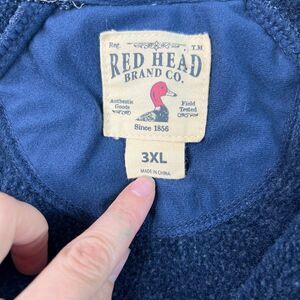 Reg. T.M.
RED HEAD
BRAND CO.
Authentic Goods
Field Tested
Since 1856
3XL
MADE IN CHINA